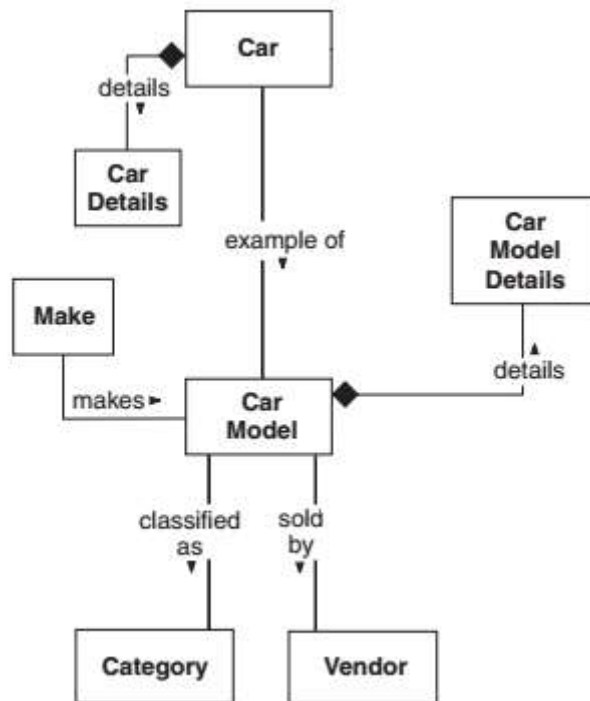 Car
details
Car
Details
Car
Model
Details
example of
Make
details
makes
Car
Model
classified
as
sold
by
Category
Vendor